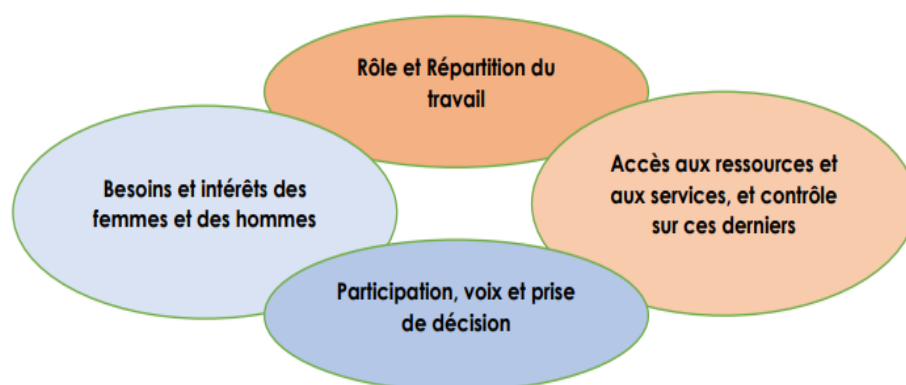 Rôle et Répartition du
travail
Besoins et intérêts des
femmes et des hommes
Accès aux ressources et
aux services, et contrôle
sur ces derniers
Participation, voix et prise
de décision